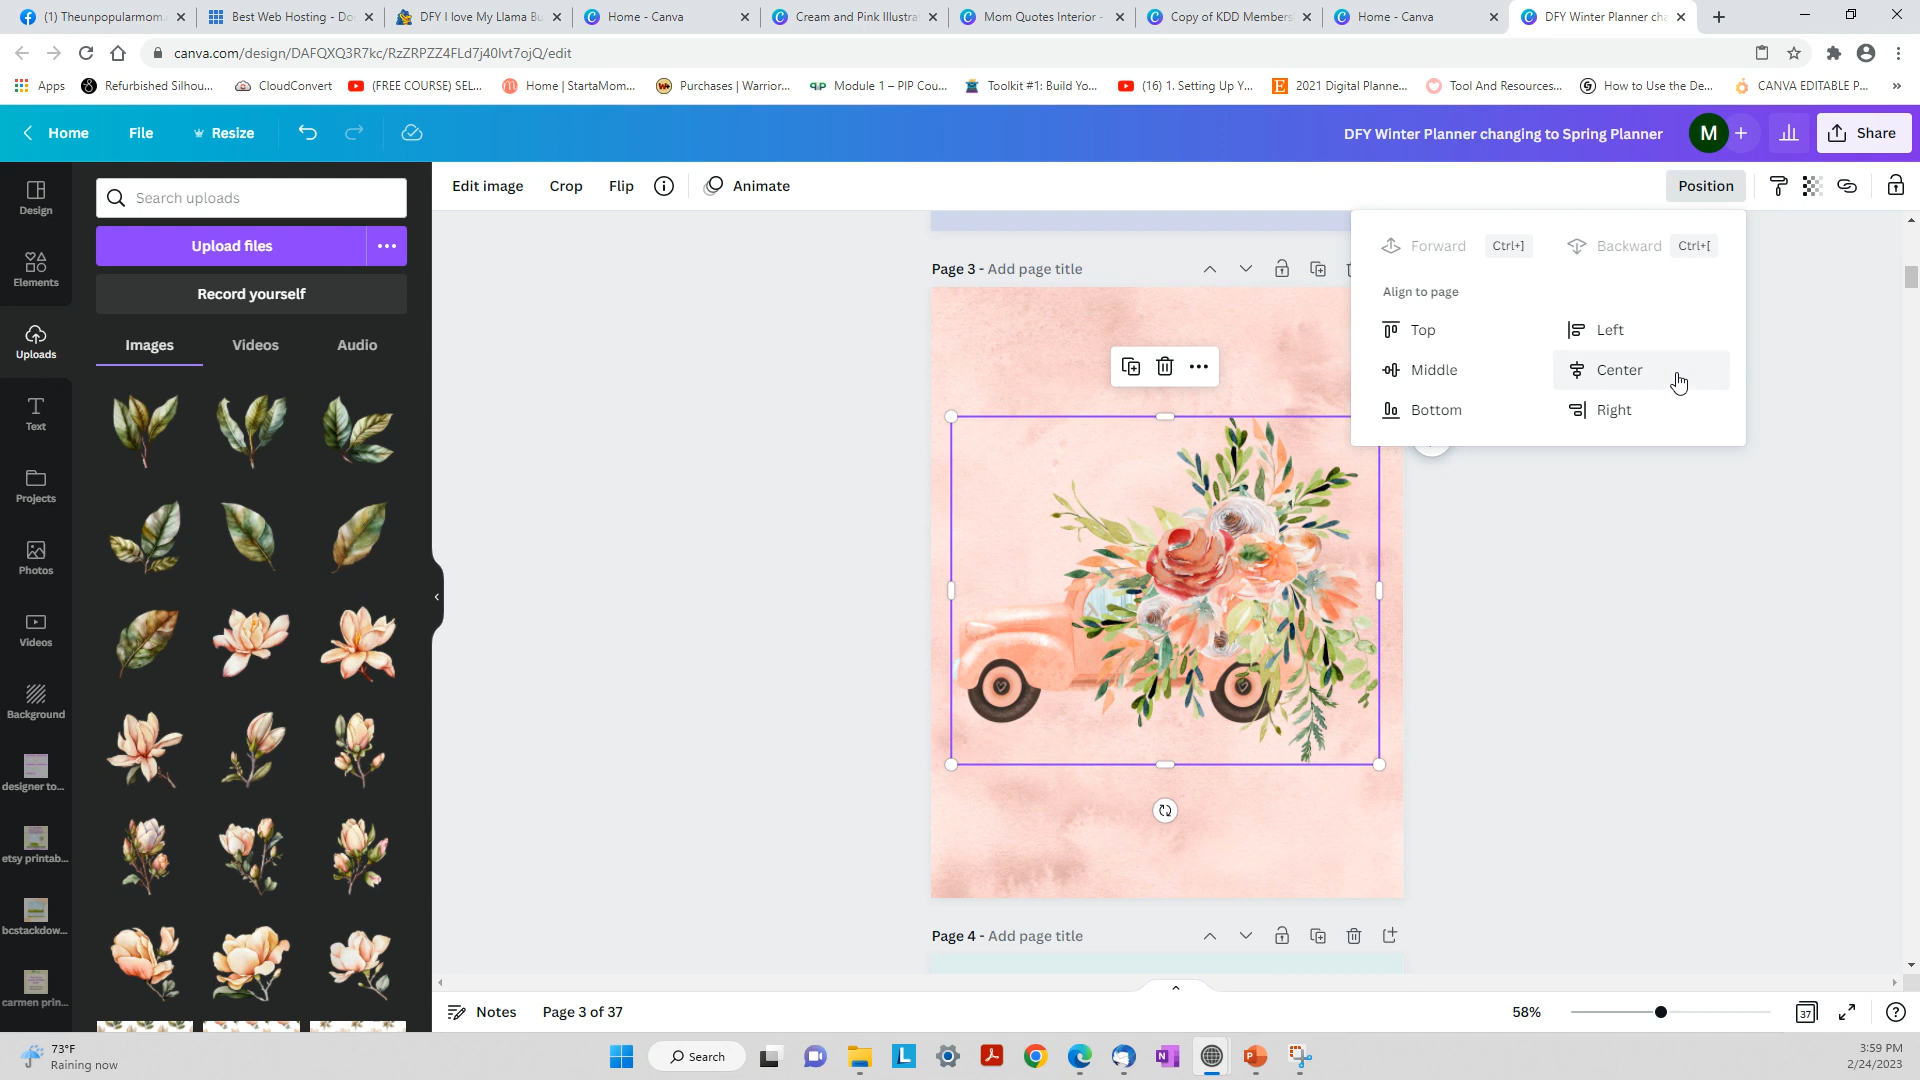 (1) Theunpopularmom.
Best Web Hosting - Do
DFY I love My Llama Bu
Home - Canva
Cream and Pink Illustra
Mom Quotes Interior -
Copy of KDD Members
Home - Canva
DFY Winter Planner cha
canva.com/design/DAFQXQ3R7kc/RzZRPZZ4FLd7j40lvt7ojQ/edit
Apps
Refurbished Silhou...
CloudConvert
(FREE COURSE) SEL...
Home | StartaMom...
Purchases | Warrior...
Module 1 – PIP Cou...
Toolkit #1: Build Yo...
(16) 1. Setting Up Y...
2021 Digital Planne...
Tool And Resources...
How to Use the De...
CANVA EDITABLE P...
Home
File
Resize
DFY Winter Planner changing to Spring Planner
M
Share
Design
Elements
Uploads
Text
Projects
Photos
Videos
Background
designer to...
etsy printab...
bcstackdow...
carmen prin...
Search uploads
Upload files
Record yourself
Images
Videos
Audio
Edit image
Crop
Flip
Animate
Position
Page 3 - Add page title
Forward Ctrl+]
Backward Ctrl+[
Align to page
Top
Left
Middle
Center
Bottom
Right
Page 4 - Add page title
Notes
Page 3 of 37
58%
37
73°F
Raining now
Search
3:59 PM
2/24/2023